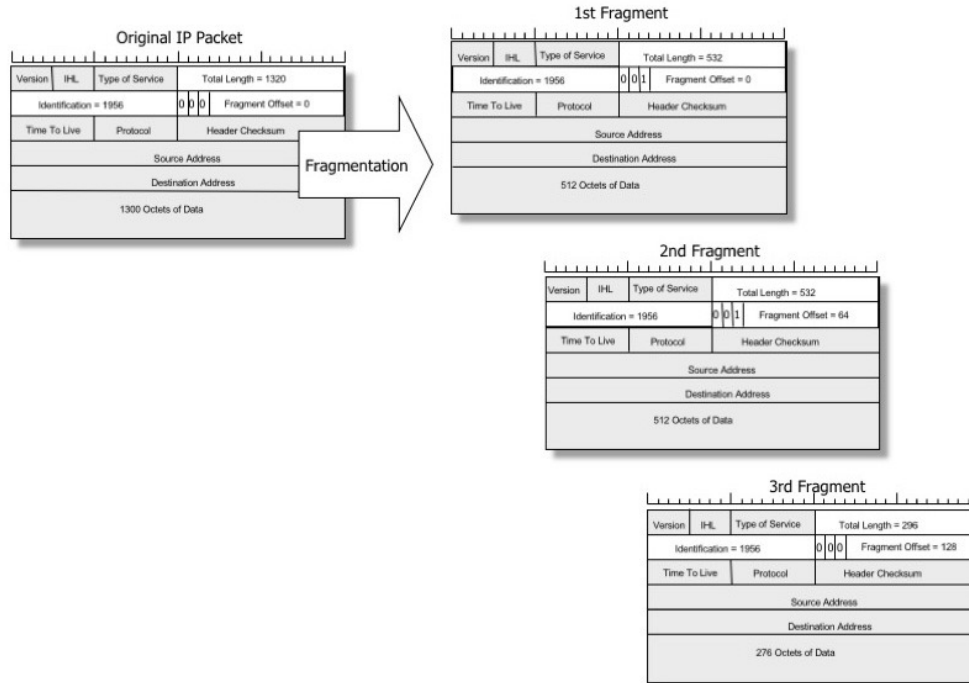 Original IP Packet
Version IHL Type of Service Total Length = 1320
Identification = 1956 0 0 0 Fragment Offset = 0
Time To Live Protocol Header Checksum
Source Address
Destination Address
1300 Octets of Data
Fragmentation
1st Fragment
Version IHL Type of Service Total Length = 532
Identification = 1956 0 0 1 Fragment Offset = 0
Time To Live Protocol Header Checksum
Source Address
Destination Address
512 Octets of Data
2nd Fragment
Version IHL Type of Service Total Length = 532
Identification = 1956 0 0 1 Fragment Offset = 64
Time To Live Protocol Header Checksum
Source Address
Destination Address
512 Octets of Data
3rd Fragment
Version IHL Type of Service Total Length = 296
Identification = 1956 0 0 0 Fragment Offset = 128
Time To Live Protocol Header Checksum
Source Address
Destination Address
276 Octets of Data